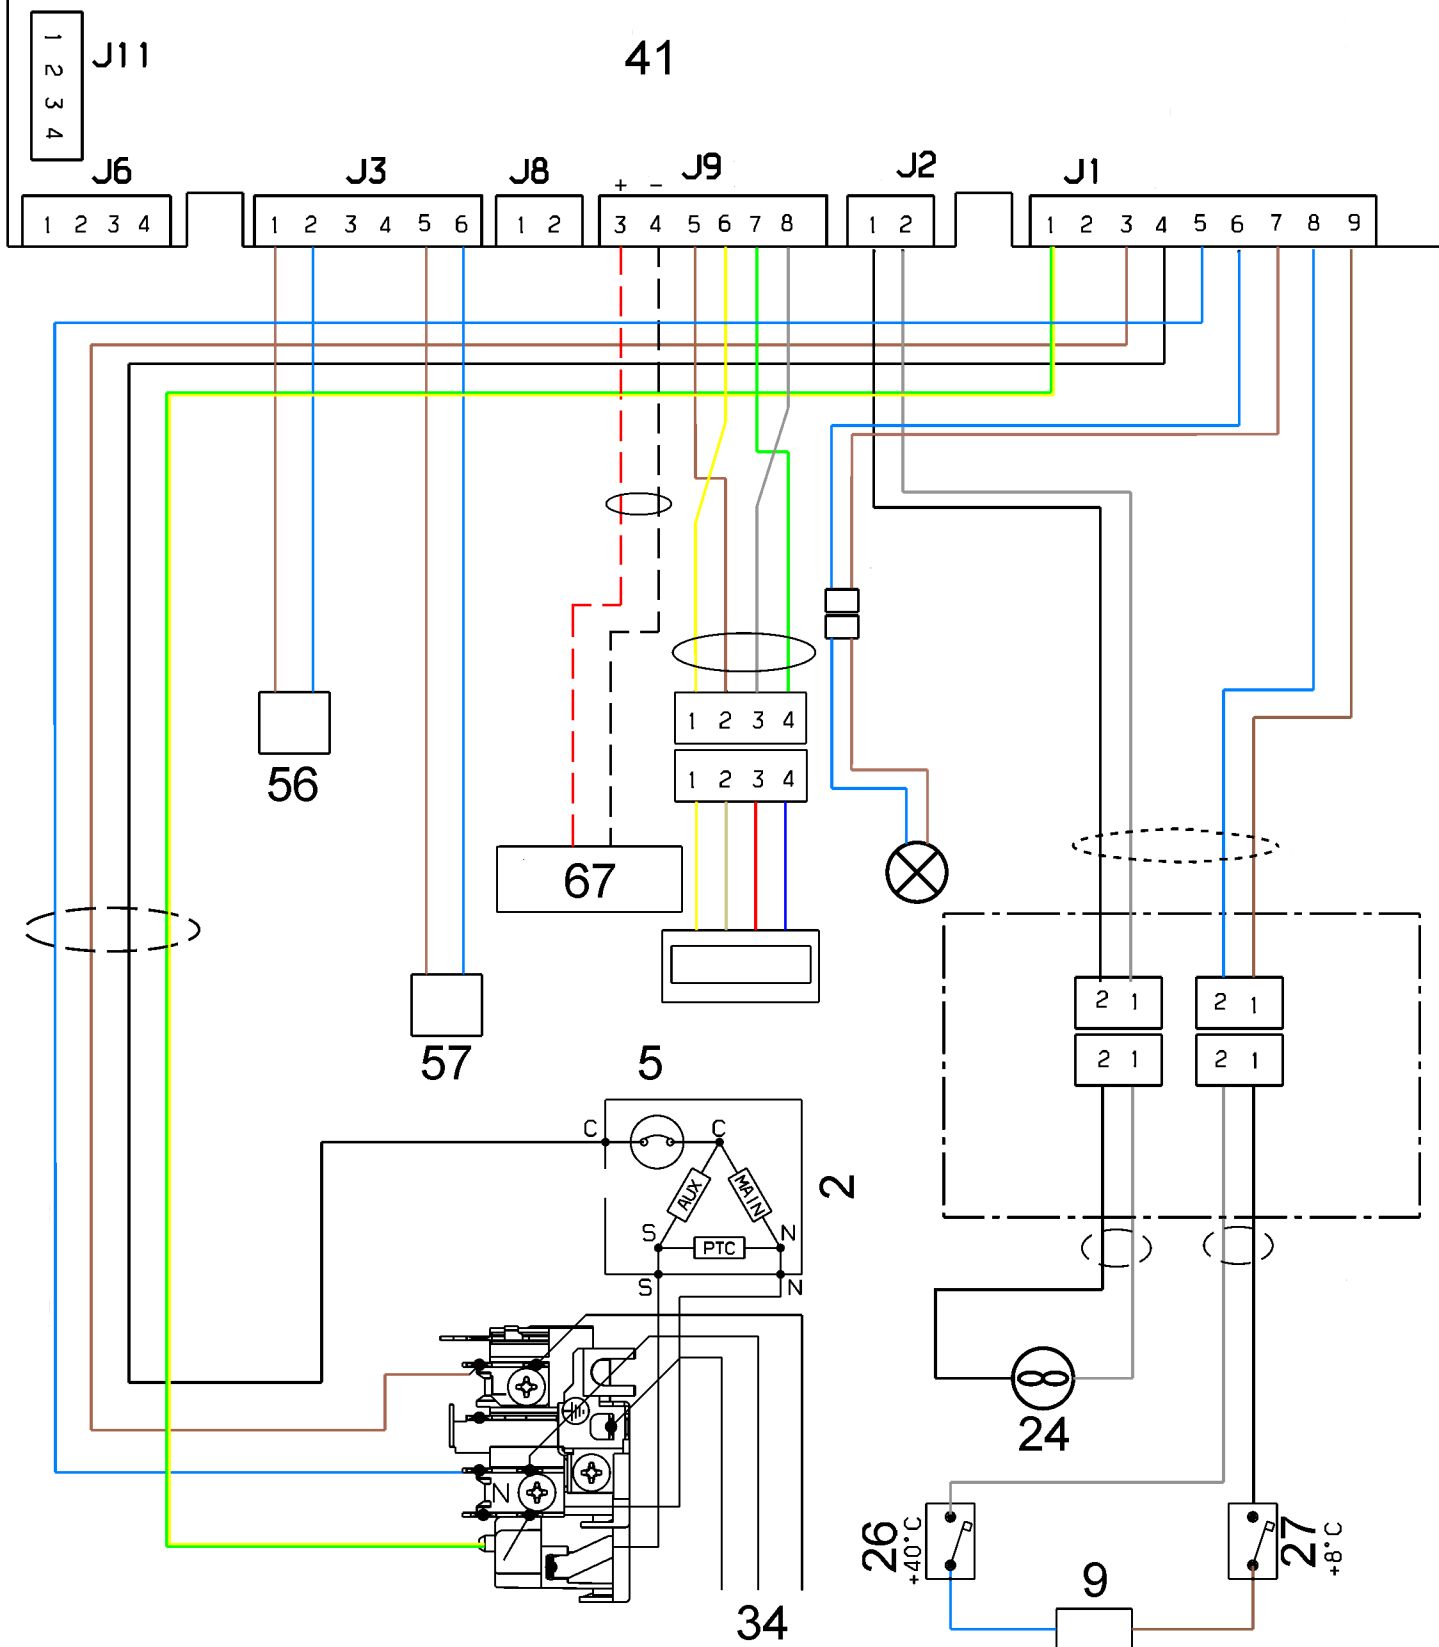 1 2 3 4
J11
41
J6
J3
J8
J9
J2
J1
+ −
1 2 3 4
1 2 3 4 5 6
1 2
3 4 5 6 7 8
1 2
1 2 3 4 5 6 7 8 9
1 2 3 4
56
1 2 3 4
67
2 1
2 1
57
5
2 1
2 1
C
C
2
AUX
MAIN
S
N
PTC
S
N
24
N
26
+40°C
27
+8°C
9
34